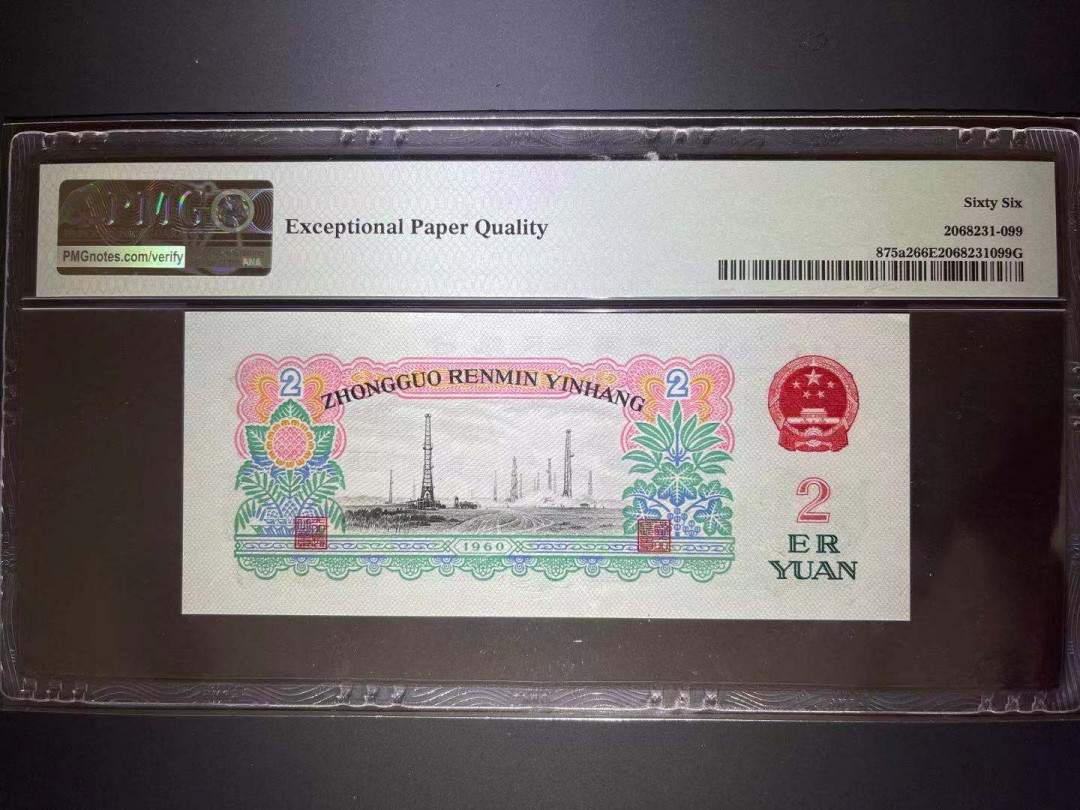 PMG
PMGnotes.com/verify
ANA
Exceptional Paper Quality
Sixty Six
2068231-099
875a266E2068231099G
2
ZHONGGUO RENMIN YINHANG
2
1960
2
ER
YUAN